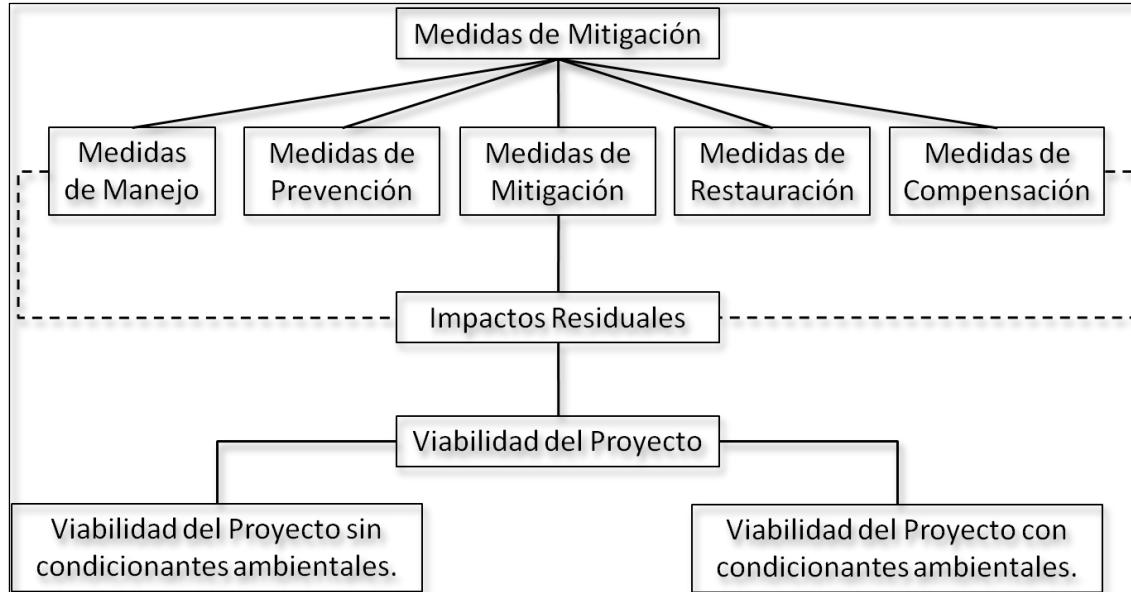 Medidas de Mitigación
Medidas
de Manejo
Medidas de
Prevención
Medidas de
Mitigación
Medidas de
Restauración
Medidas de
Compensación
Impactos Residuales
Viabilidad del Proyecto
Viabilidad del Proyecto sin
condicionantes ambientales.
Viabilidad del Proyecto con
condicionantes ambientales.